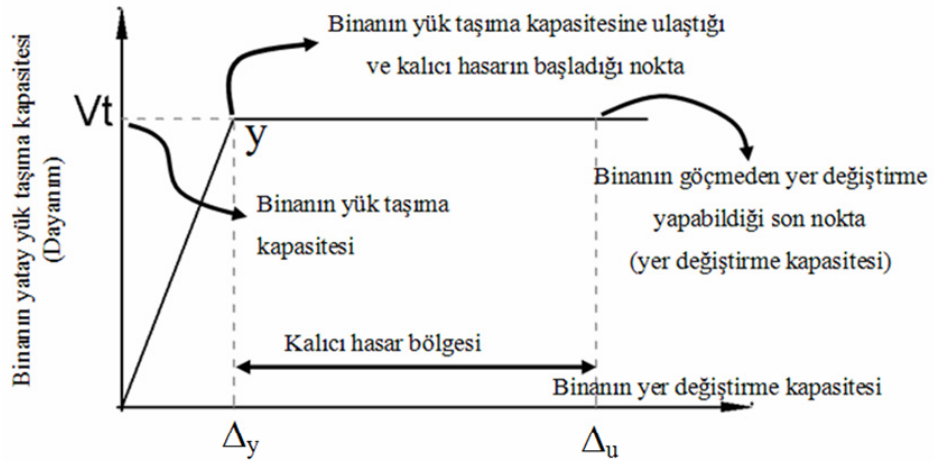 Binanın yatay yük taşıma kapasitesi
(Dayanım)
Binanın yük taşıma kapasitesine ulaştığı
ve kalıcı hasarın başladığı nokta
Vt
y
Binanın yük taşıma
kapasitesi
Binanın göçmeden yer değiştirme
yapabildiği son nokta
(yer değiştirme kapasitesi)
Kalıcı hasar bölgesi
Binanın yer değiştirme kapasitesi
Δy
Δu